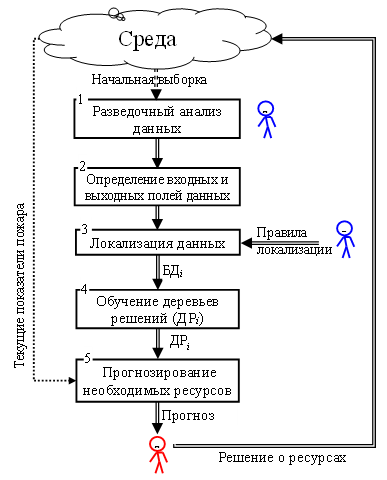 Среда
Начальная выборка
1
Разведочный анализ
данных
2
Определение входных и
выходных полей данных
3
Локализация данных
Правила
локализации
БДi
4
Обучение деревьев
решений (ДРi)
ДРi
5
Прогнозирование
необходимых ресурсов
Прогноз
Решение о ресурсах
Текущие показатели пожара